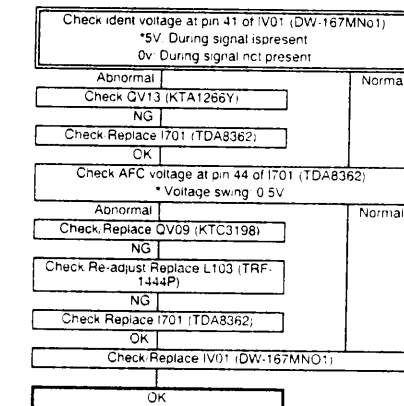 Check ident voltage at pin 41 of IV01 (DW-167MNo1)
*5V: During signal ispresent
0v: During signal not present
Abnormal
Normal
Check QV13 (KTA1266Y)
NG
Check Replace I701 (TDA8362)
OK
Check AFC voltage at pin 44 of I701 (TDA8362)
* Voltage swing: 0.5V
Abnormal
Normal
Check, Replace QV09 (KTC3198)
NG
Check Re-adjust Replace L103 (TRF-
1444P)
NG
Check Replace I701 (TDA8362)
OK
Check/Replace IV01 (DW-167MNO1)
OK